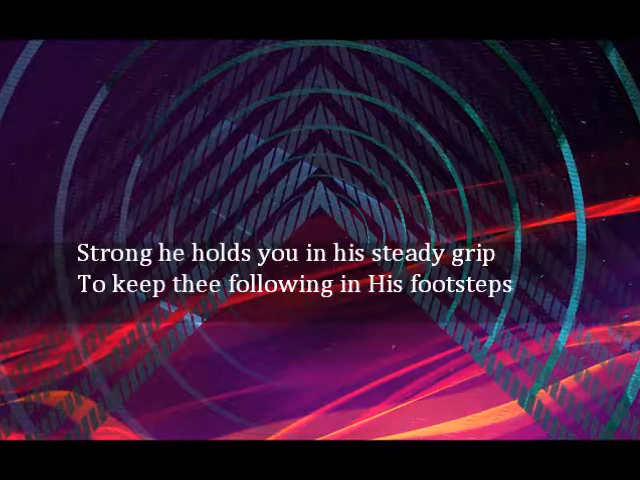 Strong he holds you in his steady grip
To keep thee following in His footsteps